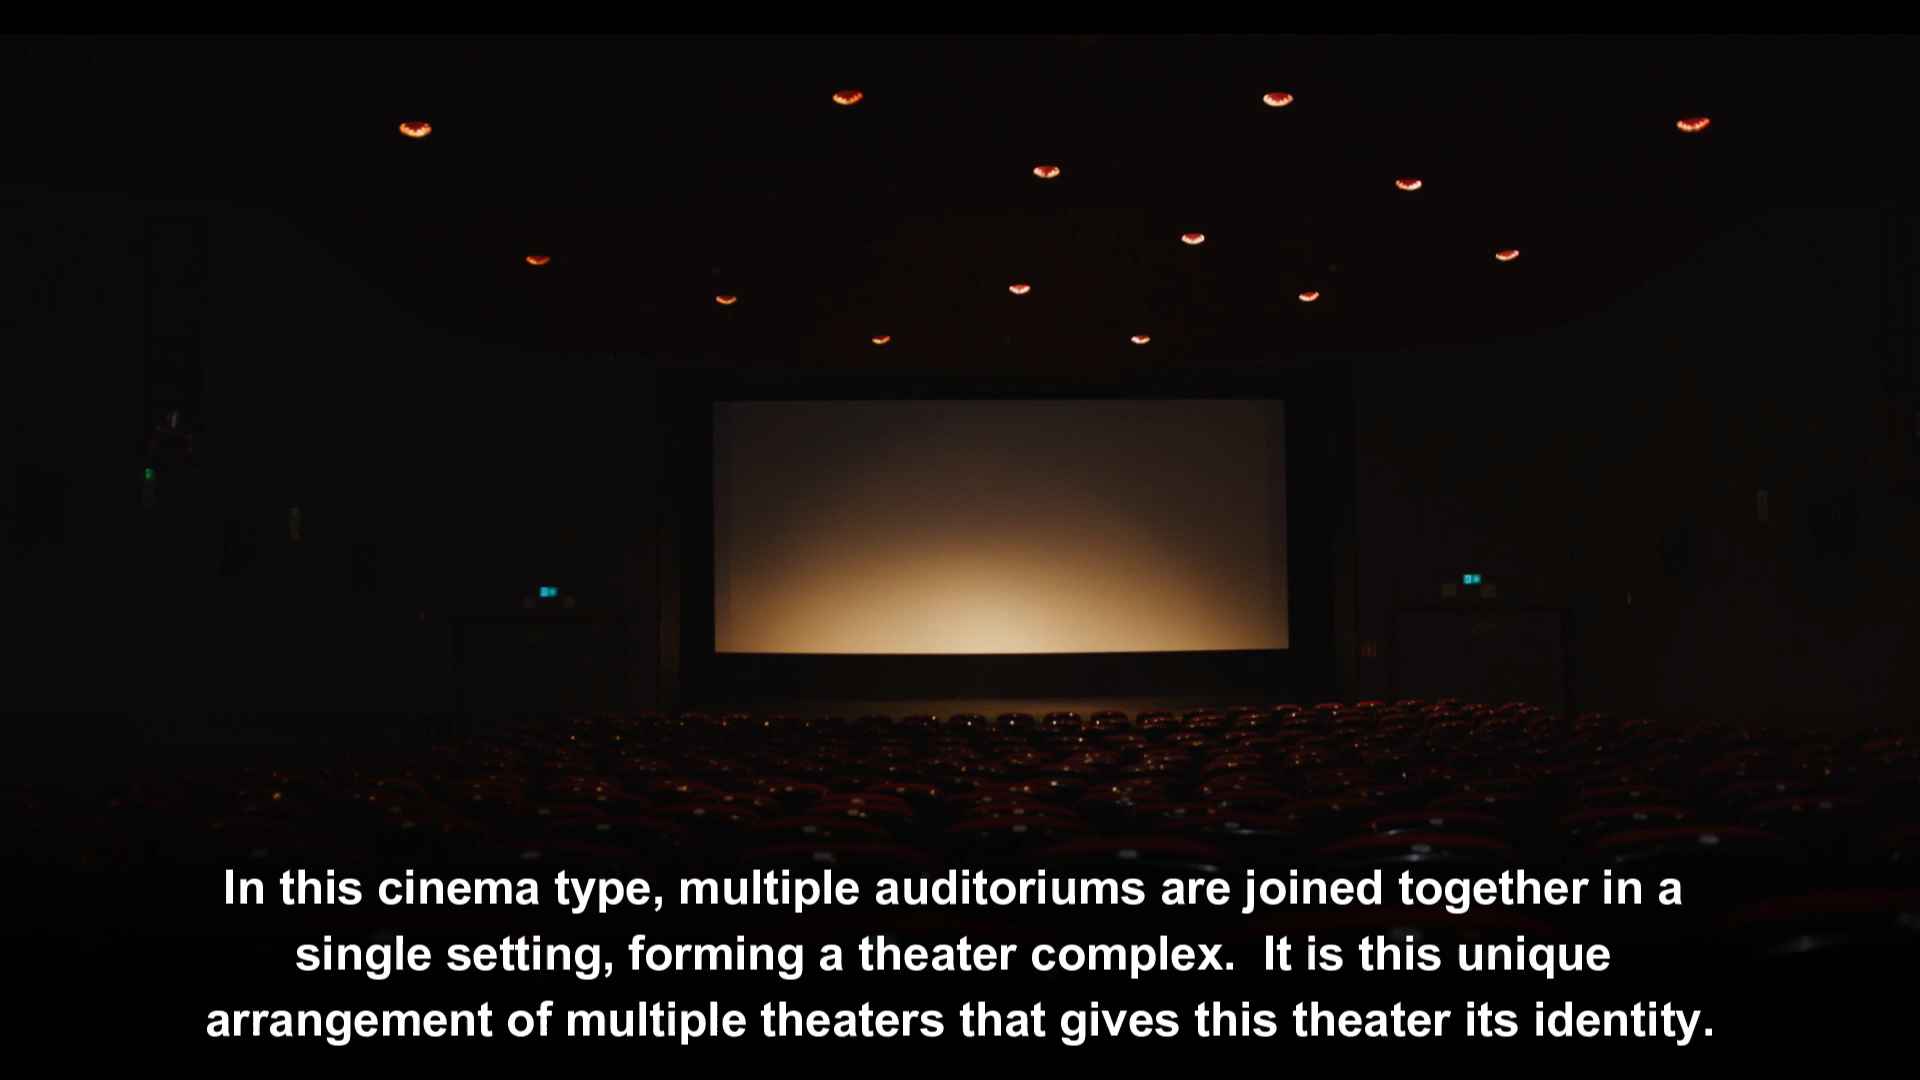 In this cinema type, multiple auditoriums are joined together in a
single setting, forming a theater complex.  It is this unique
arrangement of multiple theaters that gives this theater its identity.